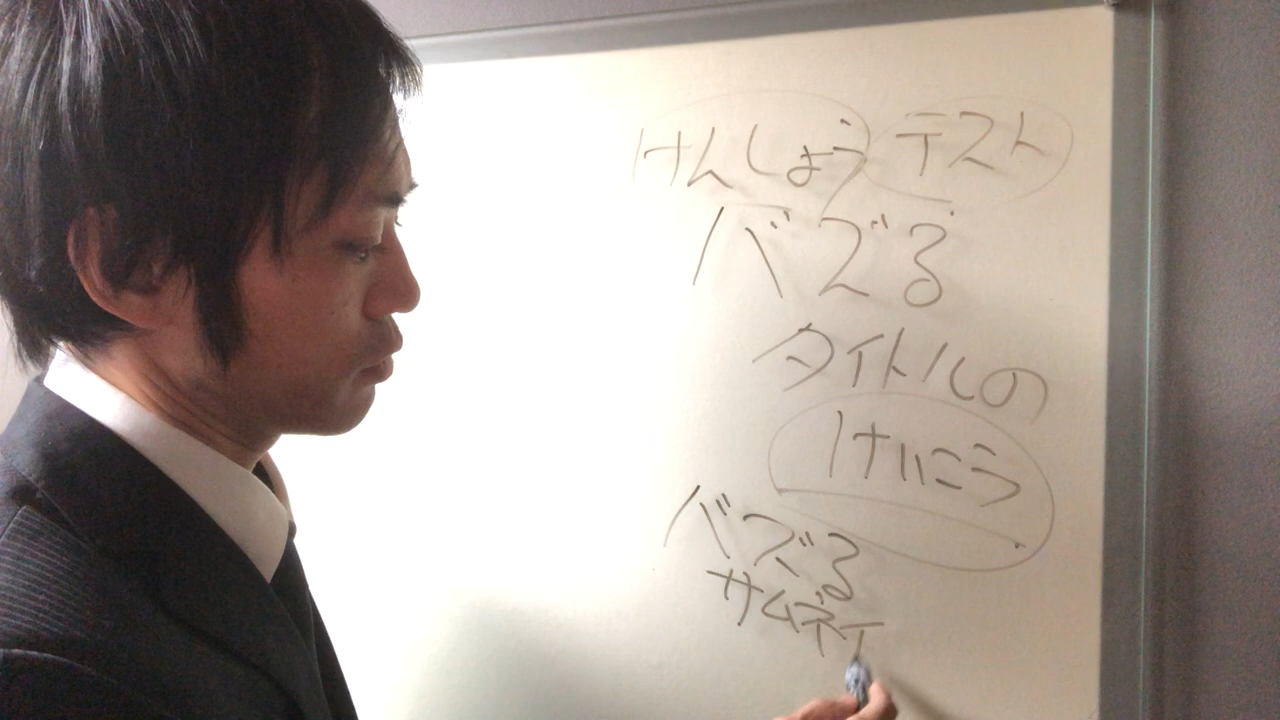 けんしょう テスト
バズる
タイトルの
けいこう
バズる
サムネイ